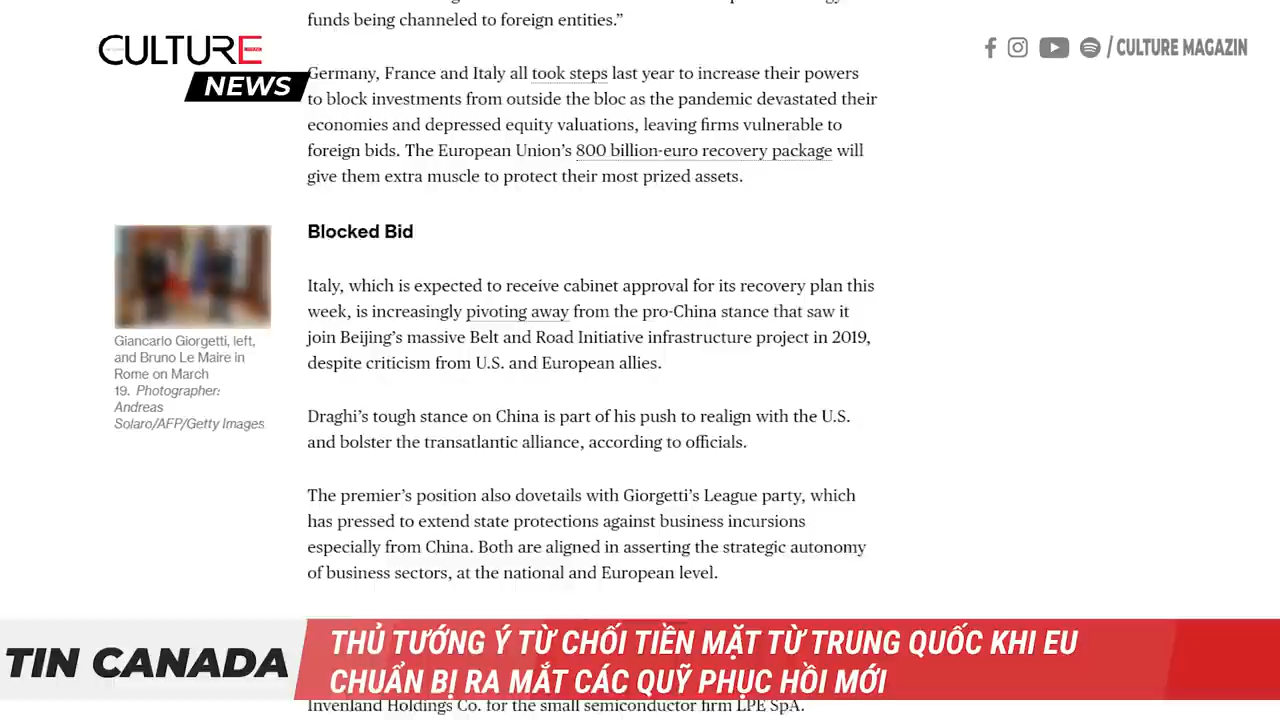 funds being channeled to foreign entities.”
CULTURE
NEWS
/ CULTURE MAGAZIN
Germany, France and Italy all took steps last year to increase their powers
to block investments from outside the bloc as the pandemic devastated their
economies and depressed equity valuations, leaving firms vulnerable to
foreign bids. The European Union’s 800 billion-euro recovery package will
give them extra muscle to protect their most prized assets.
Blocked Bid
Italy, which is expected to receive cabinet approval for its recovery plan this
week, is increasingly pivoting away from the pro-China stance that saw it
join Beijing’s massive Belt and Road Initiative infrastructure project in 2019,
despite criticism from U.S. and European allies.
Giancarlo Giorgetti, left,
and Bruno Le Maire in
Rome on March
19. Photographer:
Andreas
Solaro/AFP/Getty Images
Draghi’s tough stance on China is part of his push to realign with the U.S.
and bolster the transatlantic alliance, according to officials.
The premier’s position also dovetails with Giorgetti’s League party, which
has pressed to extend state protections against business incursions
especially from China. Both are aligned in asserting the strategic autonomy
of business sectors, at the national and European level.
TIN CANADA
THỦ TƯỚNG Ý TỪ CHỐI TIỀN MẶT TỪ TRUNG QUỐC KHI EU
CHUẨN BỊ RA MẮT CÁC QUỸ PHỤC HỒI MỚI
Invenland Holdings Co. for the small semiconductor firm LPE SpA.